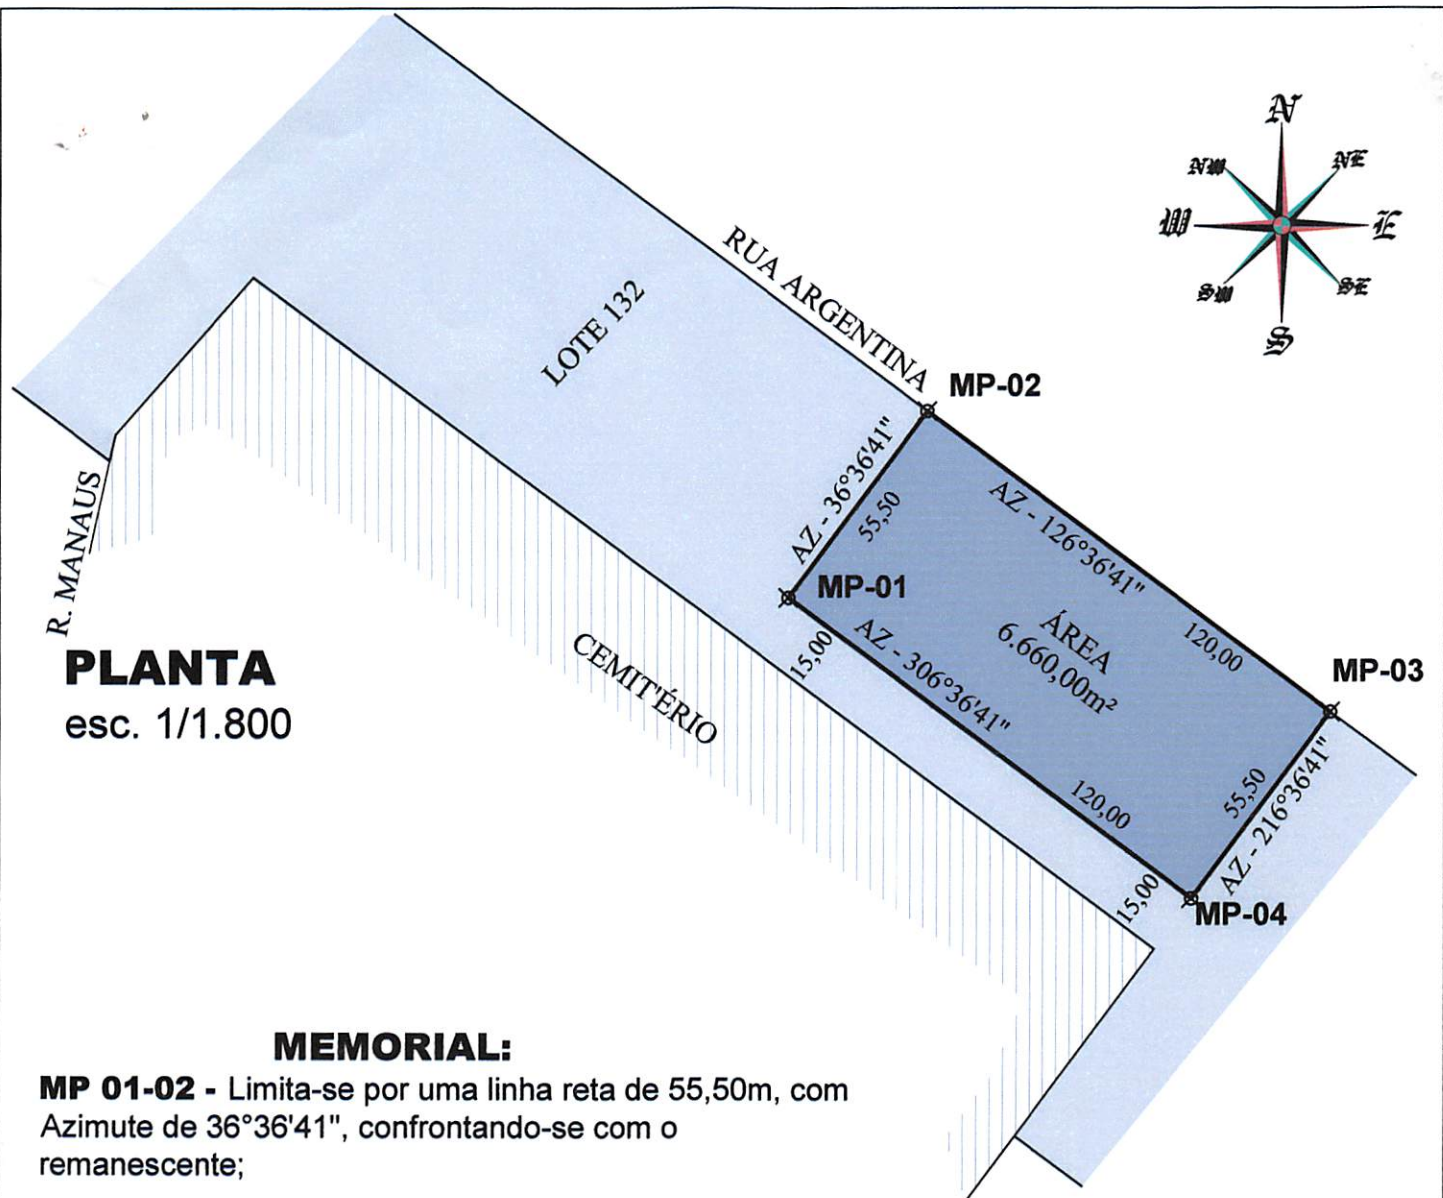 N
NW
NE
W
E
SW
SE
S
RUA ARGENTINA
LOTE 132
MP-02
AZ - 36°36'41"
55,50
AZ - 126°36'41"
120,00
R. MANAUS
MP-01
ÁREA
6.660,00m²
MP-03
15,00
AZ - 306°36'41"
CEMITÉRIO
PLANTA
esc. 1/1.800
120,00
55,50
AZ - 216°36'41"
15,00
MP-04
MEMORIAL:
MP 01-02 - Limita-se por uma linha reta de 55,50m, com
Azimute de 36°36'41", confrontando-se com o
remanescente;